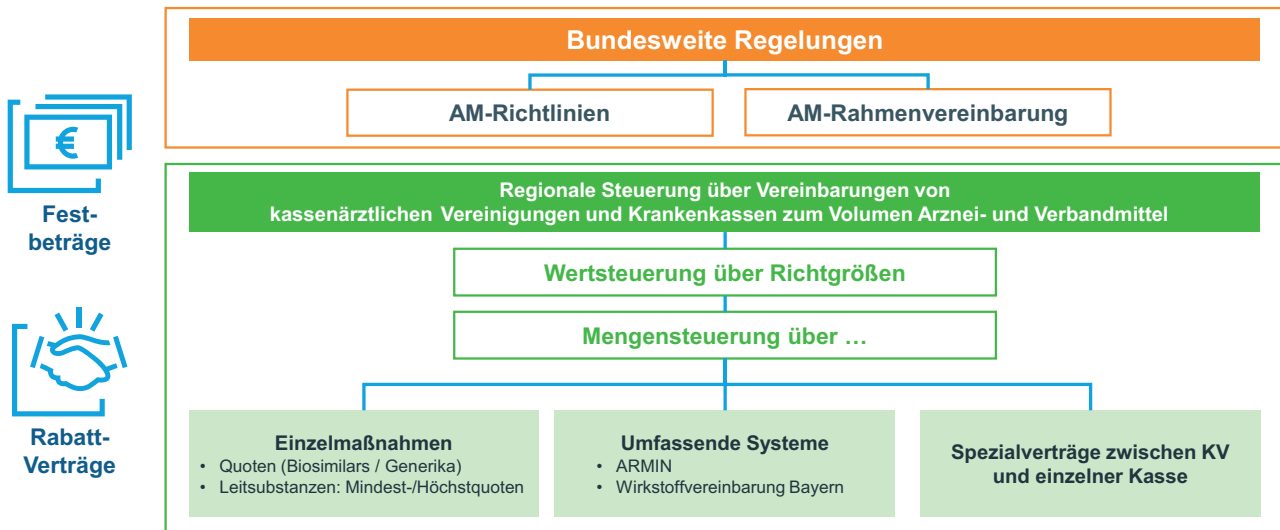 Bundesweite Regelungen
AM-Richtlinien
AM-Rahmenvereinbarung
€
Fest-
beträge
Regionale Steuerung über Vereinbarungen von
kassenärztlichen Vereinigungen und Krankenkassen zum Volumen Arznei- und Verbandmittel
Wertsteuerung über Richtgrößen
Mengensteuerung über …
Rabatt-
Verträge
Einzelmaßnahmen
• Quoten (Biosimilars / Generika)
• Leitsubstanzen: Mindest-/Höchstquoten
Umfassende Systeme
• ARMIN
• Wirkstoffvereinbarung Bayern
Spezialverträge zwischen KV
und einzelner Kasse